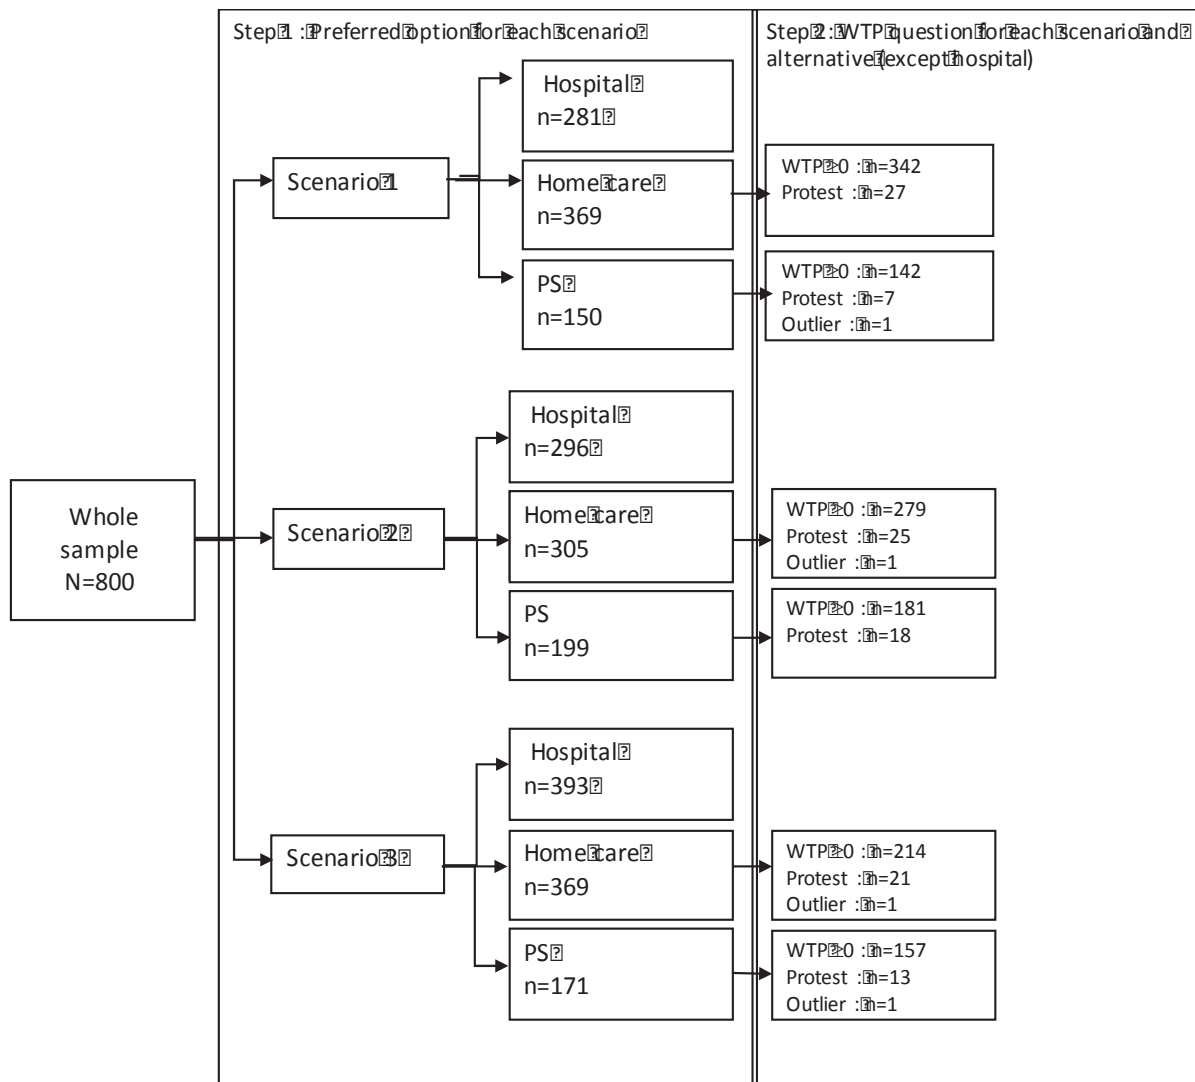 Step 1 : Preferred option for each scenario
Step 2: WTP question for each scenario and
alternative (except hospital)
Whole
sample
N=800
Scenario 1
Hospital
n=281
Home care
n=369
WTP ≥0 : n=342
Protest : n=27
PS
n=150
WTP ≥0 : n=142
Protest : n=7
Outlier : n=1
Scenario 2
Hospital
n=296
Home care
n=305
WTP ≥0 : n=279
Protest : n=25
Outlier : n=1
PS
n=199
WTP ≥0 : n=181
Protest : n=18
Scenario 3
Hospital
n=393
Home care
n=369
WTP ≥0 : n=214
Protest : n=21
Outlier : n=1
PS
n=171
WTP ≥0 : n=157
Protest : n=13
Outlier : n=1